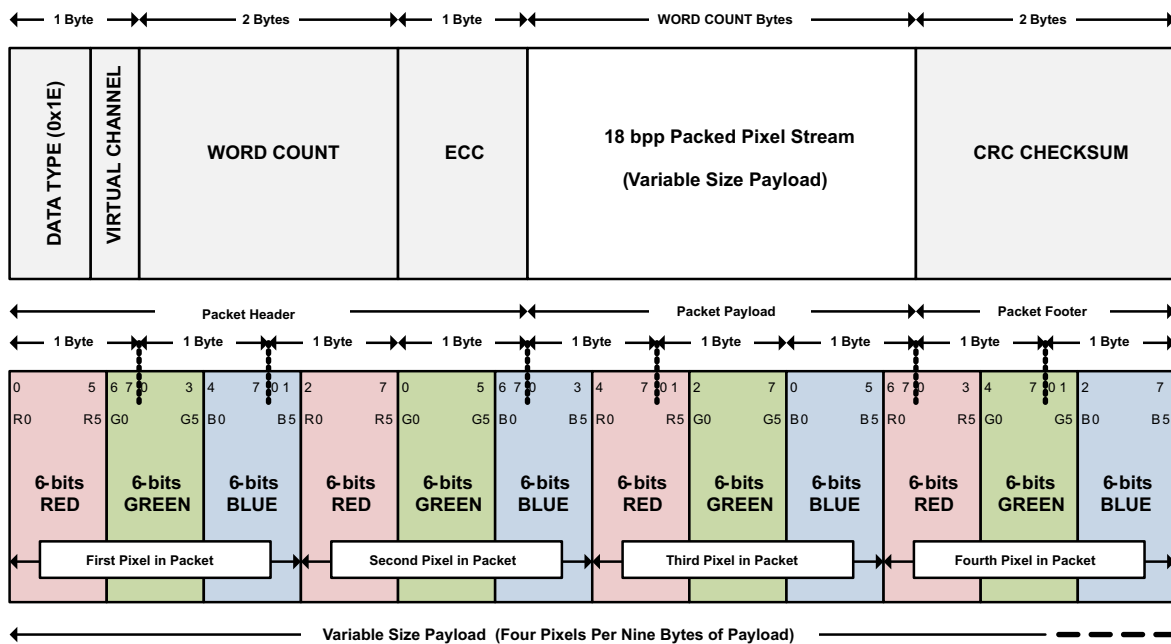 1 Byte 2 Bytes 1 Byte WORD COUNT Bytes 2 Bytes
DATA TYPE (0x1E)
VIRTUAL CHANNEL
WORD COUNT
ECC
18 bpp Packed Pixel Stream
(Variable Size Payload)
CRC CHECKSUM
Packet Header Packet Payload Packet Footer
1 Byte 1 Byte 1 Byte 1 Byte 1 Byte 1 Byte 1 Byte 1 Byte 1 Byte
0 5 6 7 0 3 4 7 0 1 2 7 0 5 6 7 0 3 4 7 0 1 2 7 0 5 6 7 0 3 4 7 0 1 2 7
R0 R5 G0 G5 B0 B5 R0 R5 G0 G5 B0 B5 R0 R5 G0 G5 B0 B5 R0 R5 G0 G5 B0 B5
6-bits 6-bits 6-bits 6-bits 6-bits 6-bits 6-bits 6-bits 6-bits 6-bits 6-bits 6-bits
RED GREEN BLUE RED GREEN BLUE RED GREEN BLUE RED GREEN BLUE
First Pixel in Packet Second Pixel in Packet Third Pixel in Packet Fourth Pixel in Packet
Variable Size Payload (Four Pixels Per Nine Bytes of Payload)